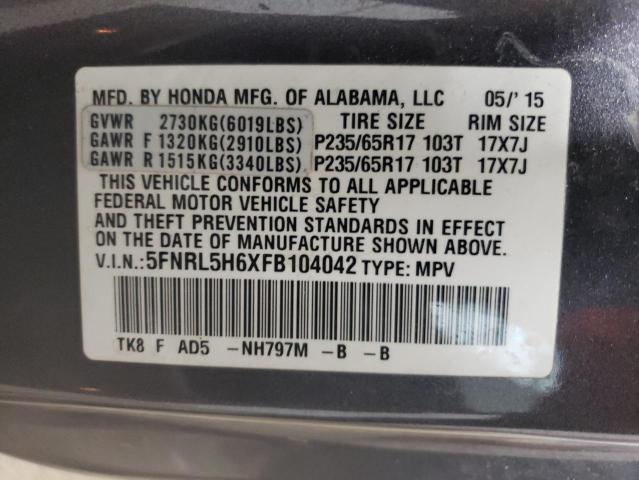 MFD. BY HONDA MFG. OF ALABAMA, LLC 05/'15
GVWR 2730KG(6019LBS) TIRE SIZE RIM SIZE
GAWR F 1320KG(2910LBS) P235/65R17 103T 17X7J
GAWR R 1515KG(3340LBS) P235/65R17 103T 17X7J
THIS VEHICLE CONFORMS TO ALL APPLICABLE
FEDERAL MOTOR VEHICLE SAFETY
AND THEFT PREVENTION STANDARDS IN EFFECT
ON THE DATE OF MANUFACTURE SHOWN ABOVE.
V.I.N.:5FNRL5H6XFB104042 TYPE: MPV
TK8 F AD5 -NH797M -B -B